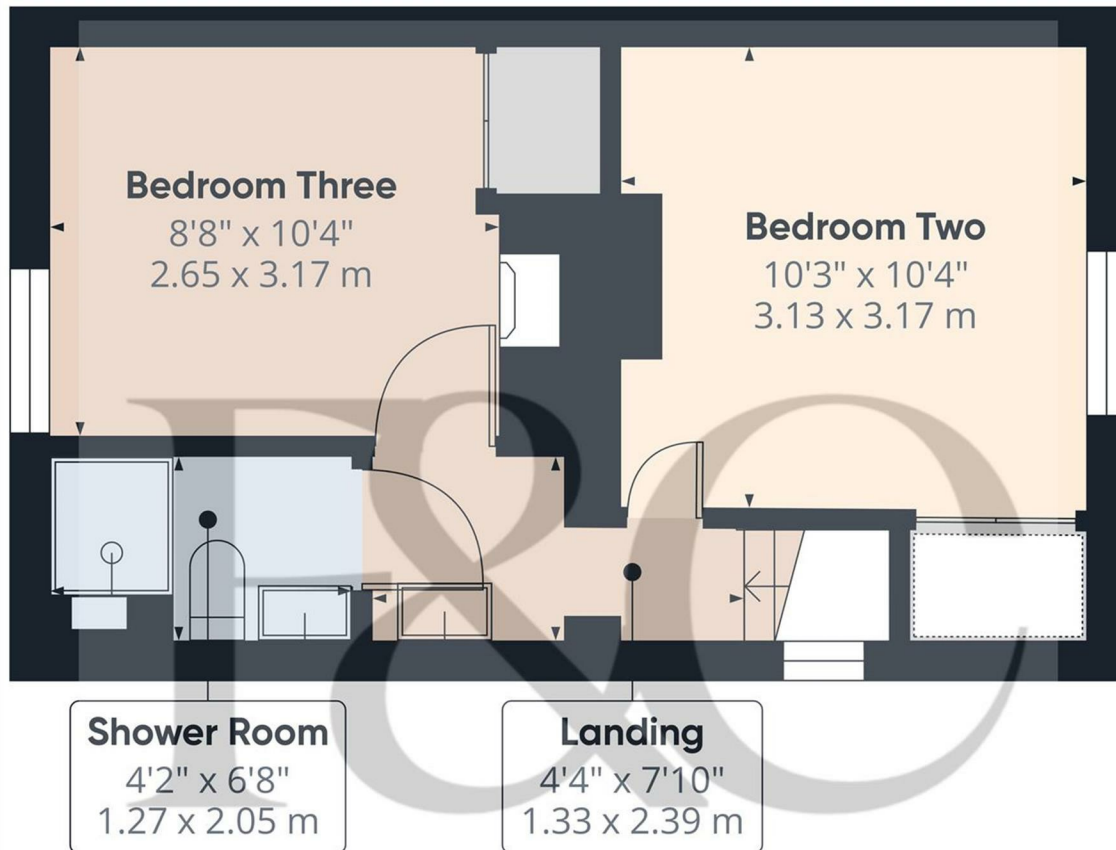 Bedroom Three
8'8" x 10'4"
2.65 x 3.17 m
Bedroom Two
10'3" x 10'4"
3.13 x 3.17 m
F&C
Shower Room
4'2" x 6'8"
1.27 x 2.05 m
Landing
4'4" x 7'10"
1.33 x 2.39 m